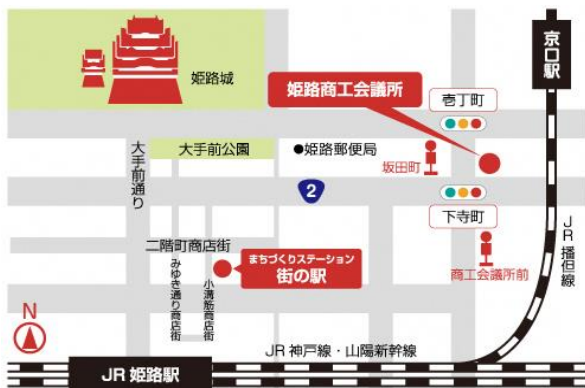 京口駅
姫路城
姫路商工会議所
壱丁町
大手前通り
大手前公園
●姫路郵便局
坂田町
2
下寺町
JR播但線
二階町商店街
まちづくりステーション
街の駅
商工会議所前
みゆき通り商店街
小溝筋商店街
N
JR神戸線・山陽新幹線
JR姫路駅